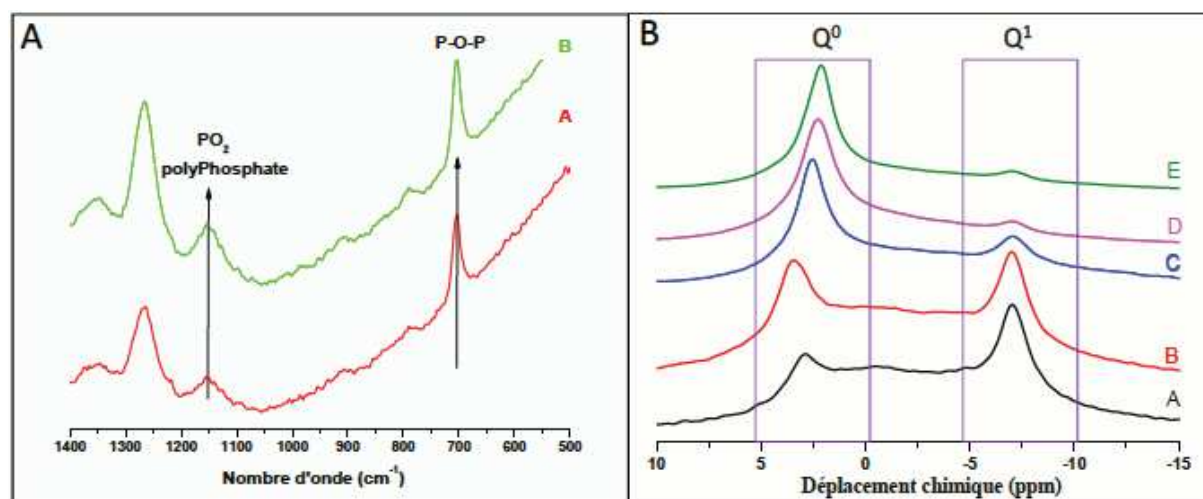 A
P-O-P
B
A
PO2
polyPhosphate
1400 1300 1200 1100 1000 900 800 700 600 500
Nombre d'onde (cm-1)
B
Q0
Q1
E
D
C
B
A
10 5 0 -5 -10 -15
Déplacement chimique (ppm)